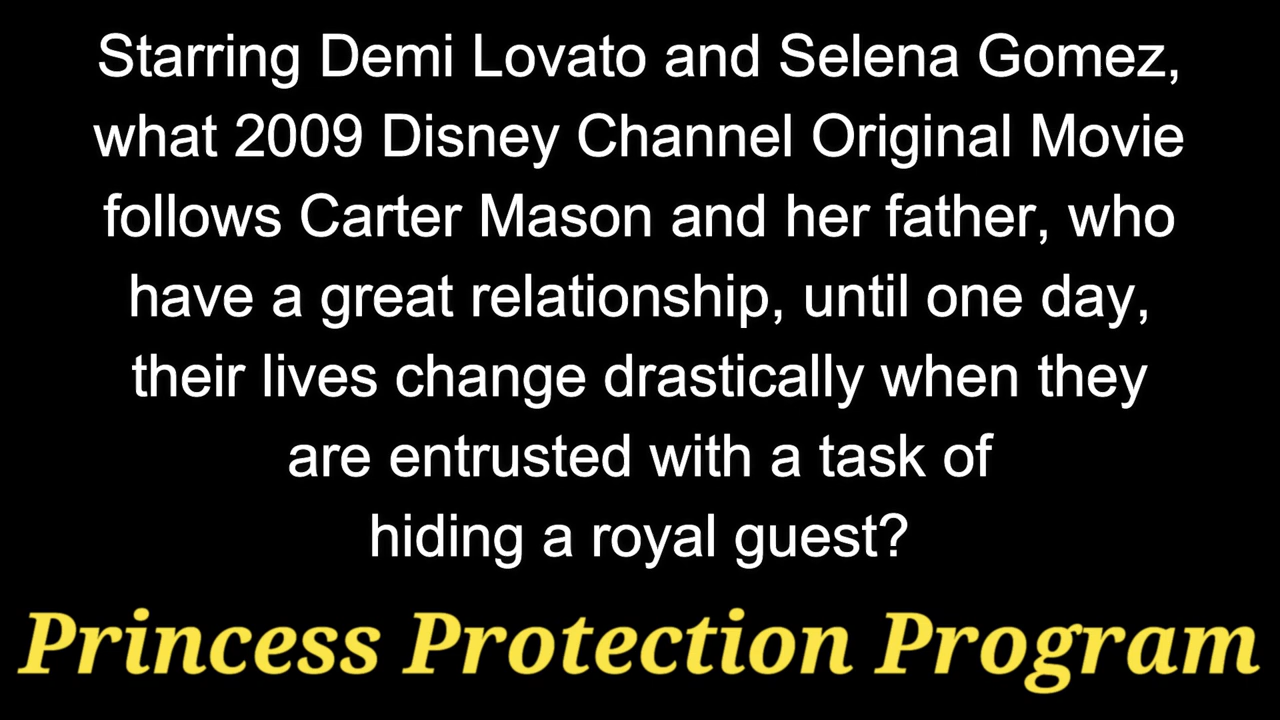 Starring Demi Lovato and Selena Gomez,
what 2009 Disney Channel Original Movie
follows Carter Mason and her father, who
have a great relationship, until one day,
their lives change drastically when they
are entrusted with a task of
hiding a royal guest?
Princess Protection Program